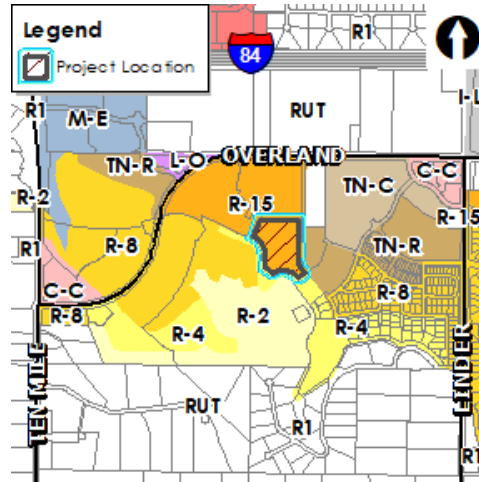 Legend
Project Location
84
R1
RUT
I-L
R1
M-E
TN-R
L-O
OVERLAND
C-C
TN-C
R-2
R-15
R-15
R1
R-8
TN-R
C-C
R-8
R-8
R-4
R-2
R-4
TEN-MILE
RUT
R1
LINDER
R1